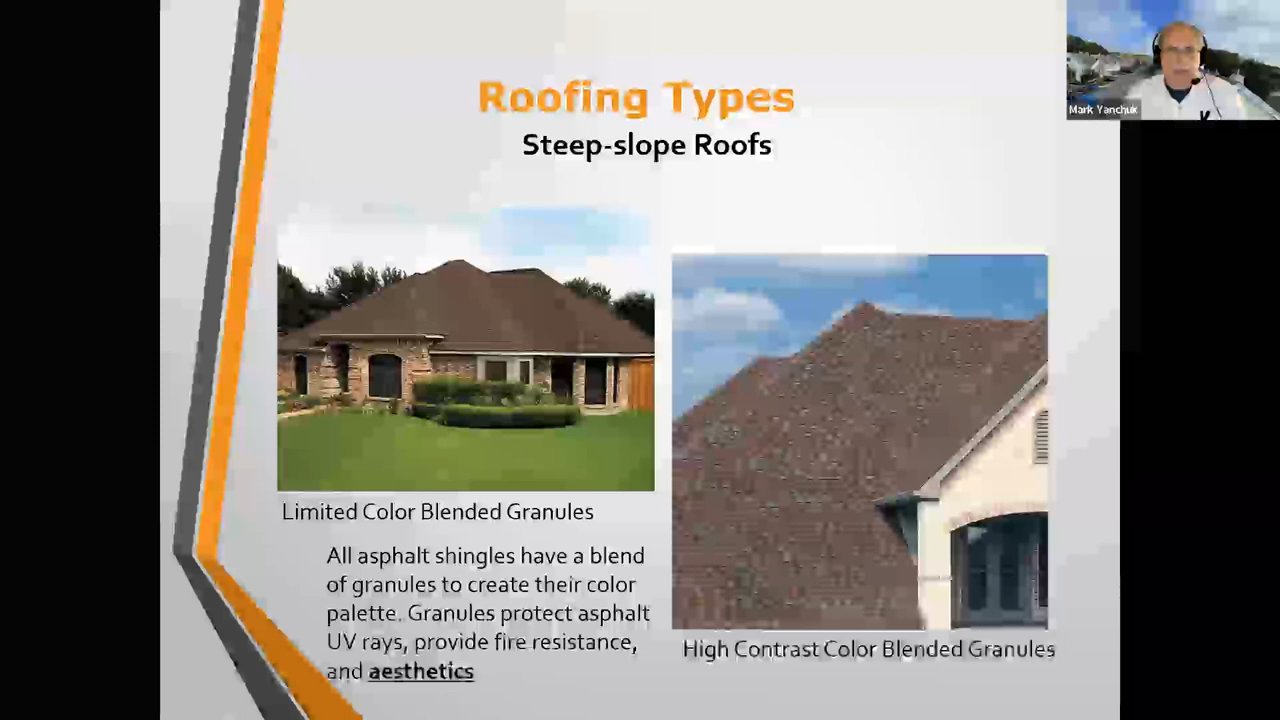 Roofing Types
Steep-slope Roofs
Mark Yanchuk
Limited Color Blended Granules
All asphalt shingles have a blend
of granules to create their color
palette. Granules protect asphalt
UV rays, provide fire resistance,
and aesthetics
High Contrast Color Blended Granules